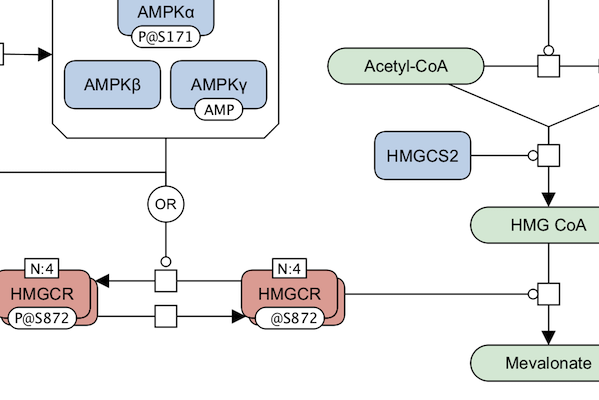 AMPKα
P@S171
AMPKβ
AMPKγ
AMP
Acetyl-CoA
HMGCS2
OR
HMG CoA
N:4
HMGCR
P@S872
N:4
HMGCR
@S872
Mevalonate